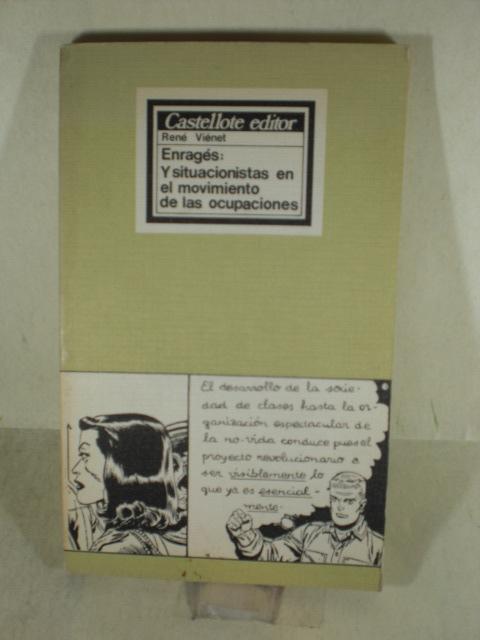 Castellote editor
René Viénet
Enragés:
Y situacionistas en
el movimiento
de las ocupaciones
El desarrollo de la socie-
dad de clases hasta la or-
ganización espectacular de
la no-vida conduce pues el
proyecto revolucionario a
ser visiblemente lo
que ya es esencial-
mente.